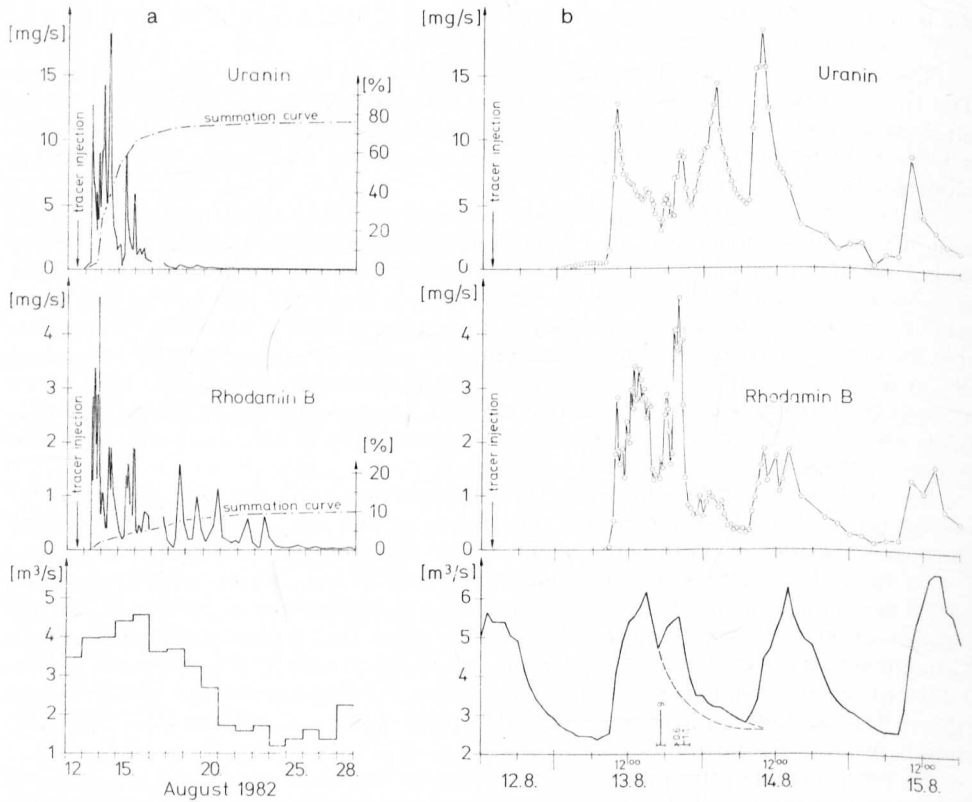 a
[mg/s]
15
10
5
0
Uranin
[%]
80
60
40
20
0
summation curve
tracer injection
[mg/s]
4
3
2
1
0
Rhodamin B
[%]
20
10
0
summation curve
tracer injection
[m³/s]
5
4
3
2
1
12. 15. 20. 25. 28.
August 1982
b
[mg/s]
15
10
5
0
Uranin
tracer injection
[mg/s]
4
3
2
1
0
Rhodamin B
tracer injection
[m³/s]
6
5
4
3
2
12⁰⁰ 12⁰⁰ 12⁰⁰
12.8. 13.8. 14.8. 15.8.